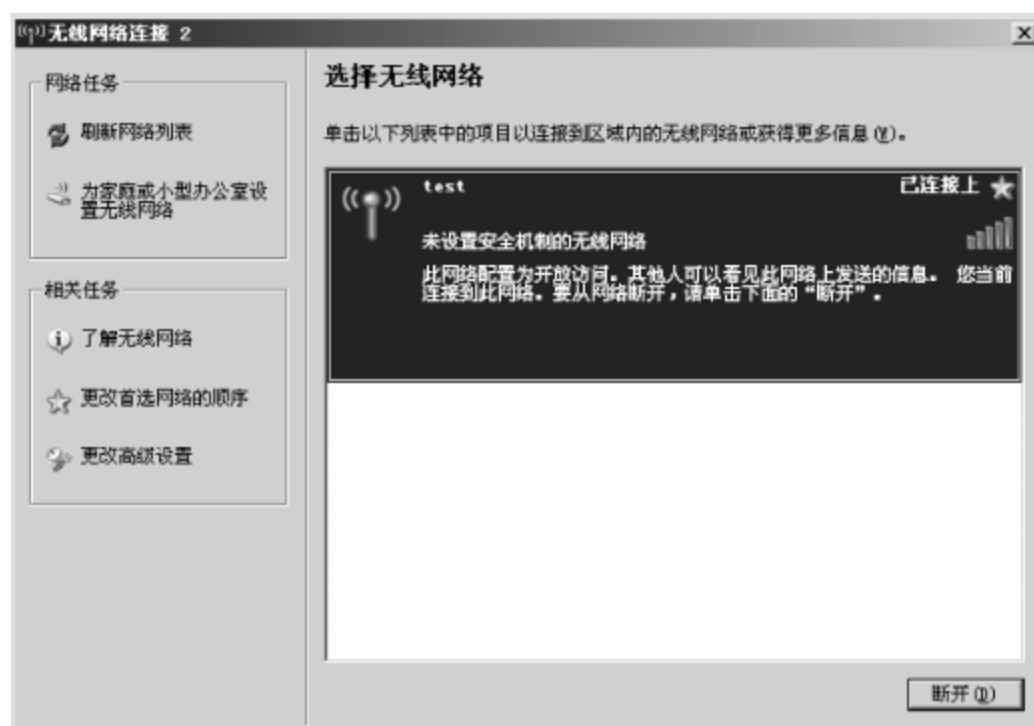 无线网络连接 2
网络任务
刷新网络列表
为家庭或小型办公室设
置无线网络
相关任务
了解无线网络
更改首选网络的顺序
更改高级设置
选择无线网络
单击以下列表中的项目以连接到区域内的无线网络或获得更多信息(W)。
test 已连接上
未设置安全机制的无线网络
此网络配置为开放访问。其他人可以看见此网络上发送的信息。 您当前
连接到此网络。要从网络断开，请单击下面的“断开”。
断开(D)